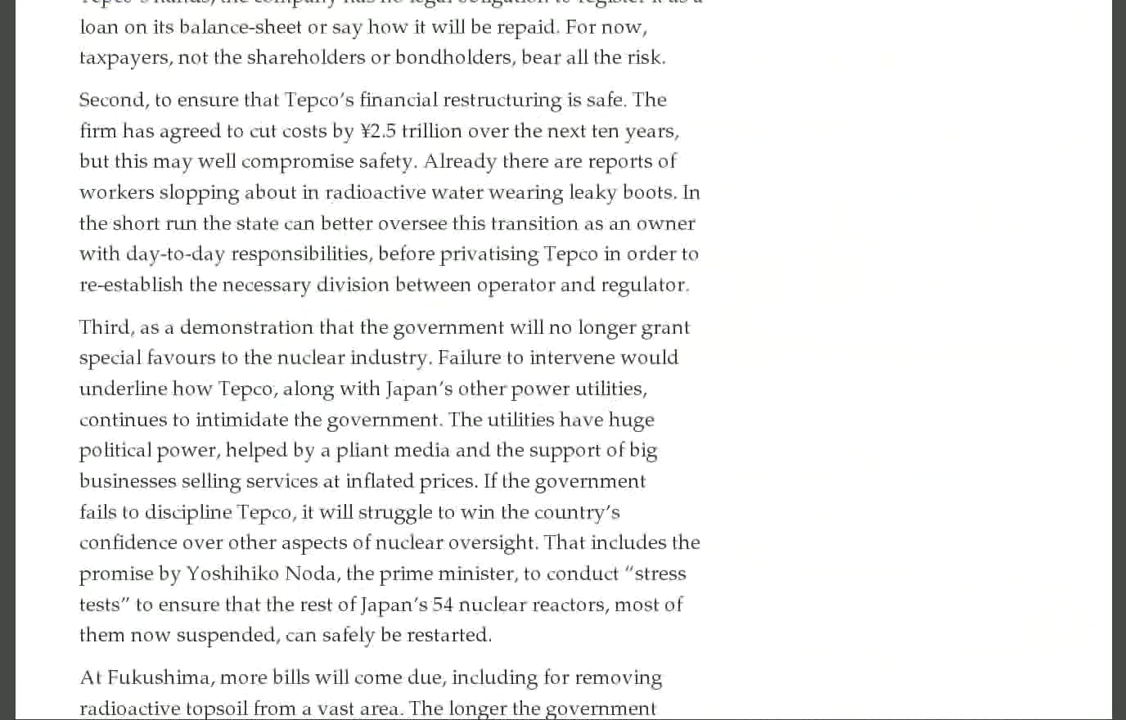 loan on its balance-sheet or say how it will be repaid. For now,
taxpayers, not the shareholders or bondholders, bear all the risk.
Second, to ensure that Tepco's financial restructuring is safe. The
firm has agreed to cut costs by ¥2.5 trillion over the next ten years,
but this may well compromise safety. Already there are reports of
workers slopping about in radioactive water wearing leaky boots. In
the short run the state can better oversee this transition as an owner
with day-to-day responsibilities, before privatising Tepco in order to
re-establish the necessary division between operator and regulator.
Third, as a demonstration that the government will no longer grant
special favours to the nuclear industry. Failure to intervene would
underline how Tepco, along with Japan's other power utilities,
continues to intimidate the government. The utilities have huge
political power, helped by a pliant media and the support of big
businesses selling services at inflated prices. If the government
fails to discipline Tepco, it will struggle to win the country's
confidence over other aspects of nuclear oversight. That includes the
promise by Yoshihiko Noda, the prime minister, to conduct “stress
tests” to ensure that the rest of Japan's 54 nuclear reactors, most of
them now suspended, can safely be restarted.
At Fukushima, more bills will come due, including for removing
radioactive topsoil from a vast area. The longer the government